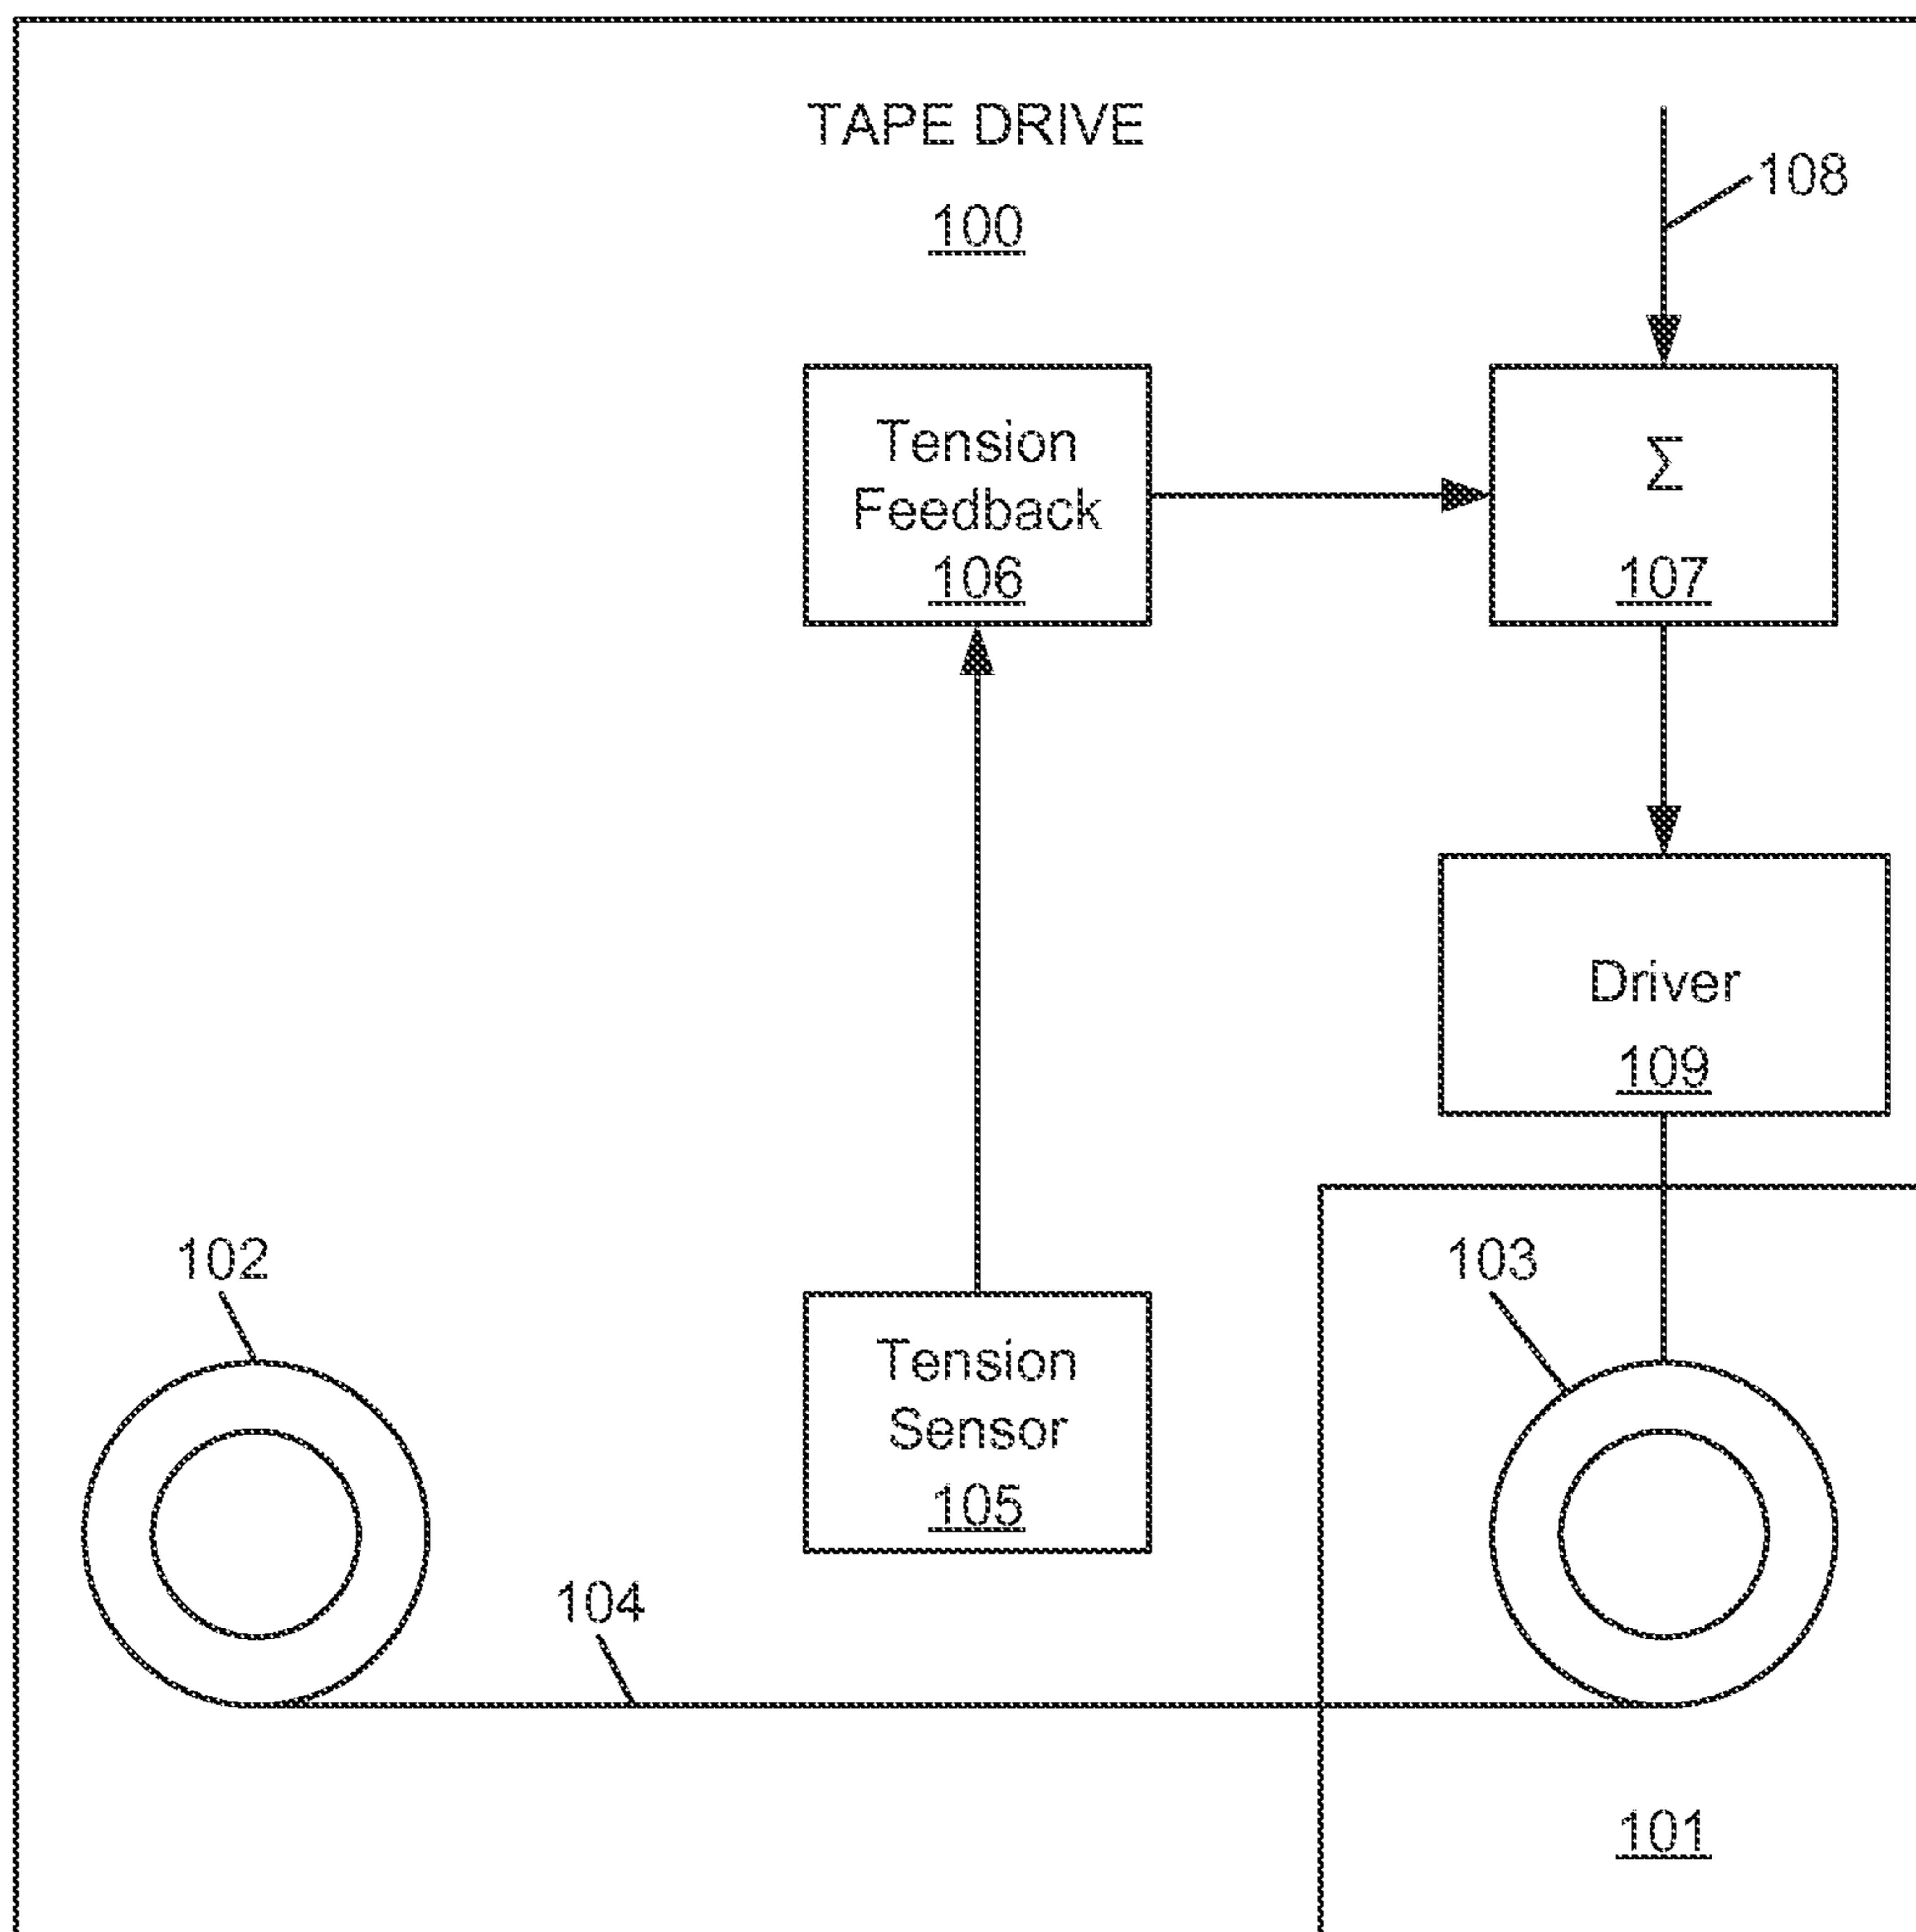 TAPE DRIVE
100
108
Tension
Feedback
106
Σ
107
Driver
109
102
103
Tension
Sensor
105
104
101